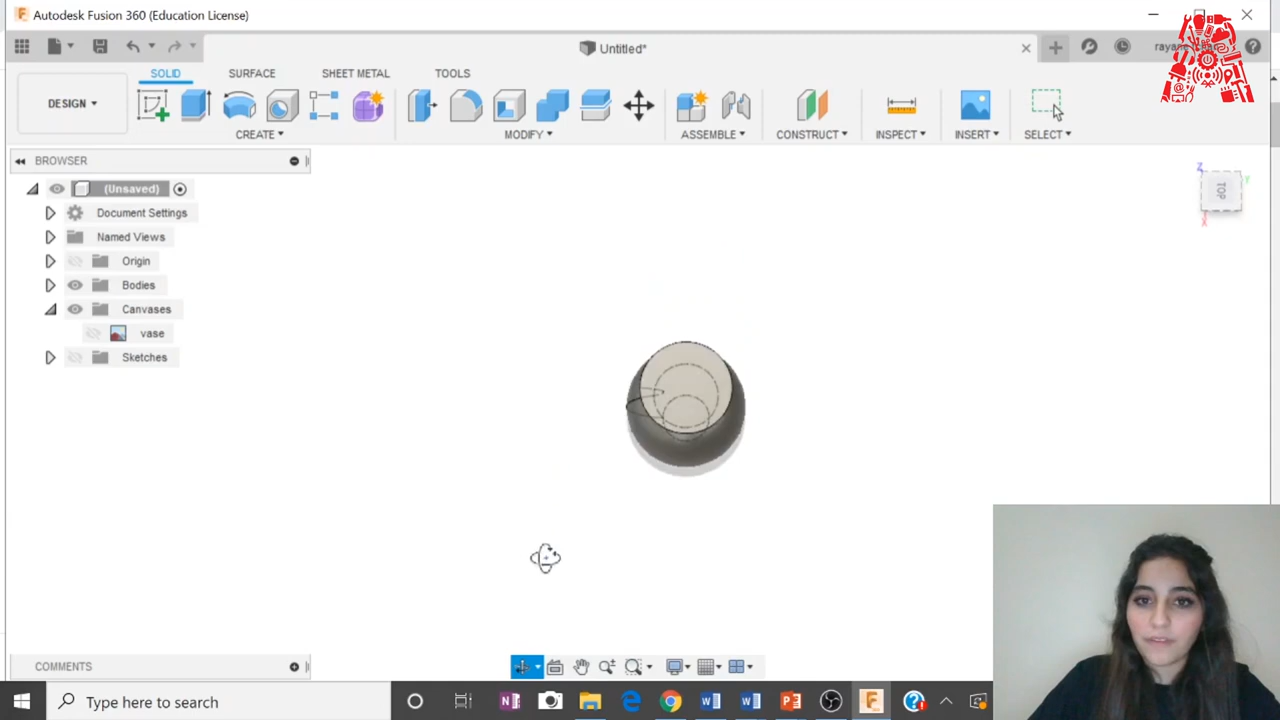 Autodesk Fusion 360 (Education License)
Untitled*
DESIGN
SOLID
SURFACE
SHEET METAL
TOOLS
CREATE
MODIFY
ASSEMBLE
CONSTRUCT
INSPECT
INSERT
SELECT
BROWSER
(Unsaved)
Document Settings
Named Views
Origin
Bodies
Canvases
vase
Sketches
Z
TOP
Y
X
COMMENTS
Type here to search